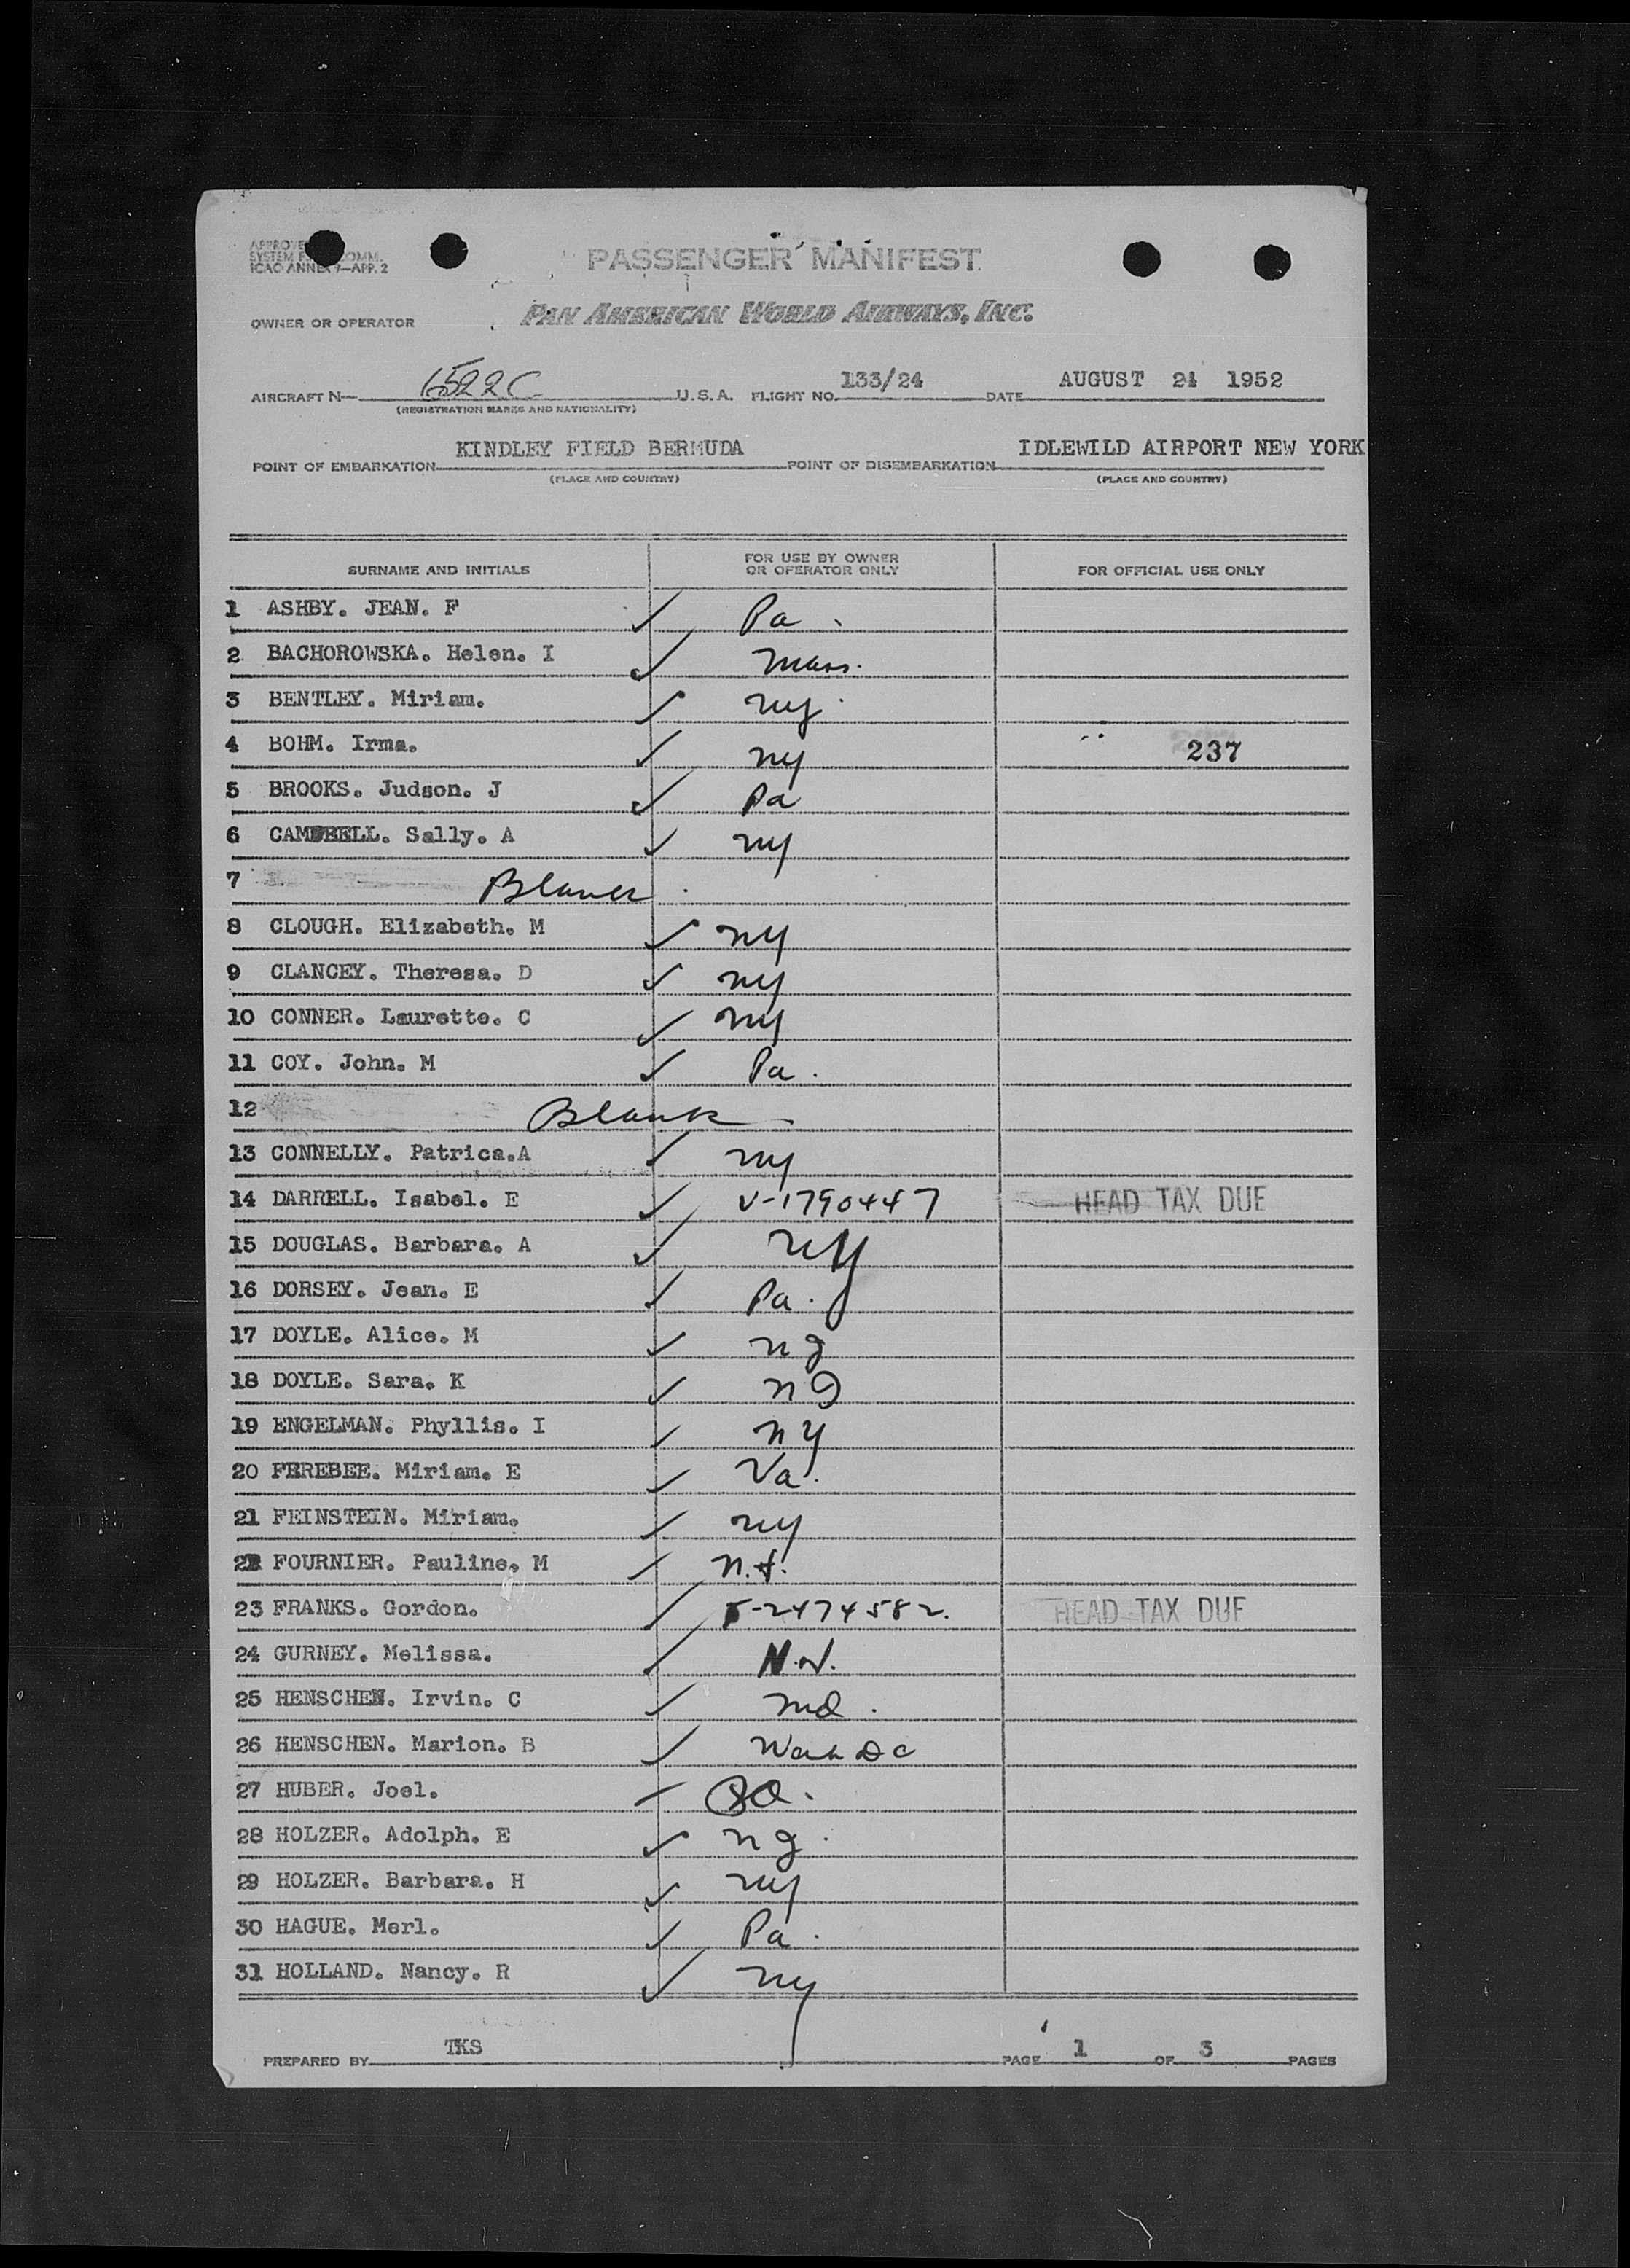 PASSENGER MANIFEST
ICAO ANNEX 9—APP. 2
OWNER OR OPERATOR PAN AMERICAN WORLD AIRWAYS, INC.
AIRCRAFT N— 6522C U.S.A. FLIGHT NO. 133/24 DATE AUGUST 24 1952
(REGISTRATION MARKS AND NATIONALITY)
POINT OF EMBARKATION KINDLEY FIELD BERMUDA POINT OF DISEMBARKATION IDLEWILD AIRPORT NEW YORK
(PLACE AND COUNTRY) (PLACE AND COUNTRY)
SURNAME AND INITIALS FOR USE BY OWNER OR OPERATOR ONLY FOR OFFICIAL USE ONLY
1 ASHBY. JEAN. F ✓ Pa
2 BACHOROWSKA. Helen. I ✓ Mass.
3 BENTLEY. Miriam. ✓ NJ
4 BOHM. Irma. ✓ NY 237
5 BROOKS. Judson. J ✓ Pa
6 CAMPBELL. Sally. A ✓ NY
7 Blank
8 CLOUGH. Elizabeth. M ✓ NY
9 CLANCEY. Theresa. D ✓ NY
10 CONNER. Laurette. C ✓ NY
11 COY. John. M ✓ Pa.
12 Blank
13 CONNELLY. Patrica.A ✓ NY
14 DARRELL. Isabel. E ✓ V-1790447 HEAD TAX DUE
15 DOUGLAS. Barbara. A ✓ NY
16 DORSEY. Jean. E ✓ Pa.
17 DOYLE. Alice. M ✓ NJ
18 DOYLE. Sara. K ✓ NJ
19 ENGELMAN. Phyllis. I ✓ NY
20 FEREBEE. Miriam. E ✓ Va.
21 FEINSTEIN. Miriam. ✓ NY
22 FOURNIER. Pauline. M ✓
23 FRANKS. Gordon. ✓ HEAD TAX DUE
24 GURNEY. Melissa. ✓
25 HENSCHEN. Irvin. C ✓ Md.
26 HENSCHEN. Marion. B ✓ Wash DC
27 HUBER. Joel. ✓
28 HOLZER. Adolph. E ✓ NJ.
29 HOLZER. Barbara. H ✓ NY
30 HAGUE. Merl. ✓ Pa.
31 HOLLAND. Nancy. R ✓ NY
PREPARED BY TKS PAGE 1 OF 3 PAGES